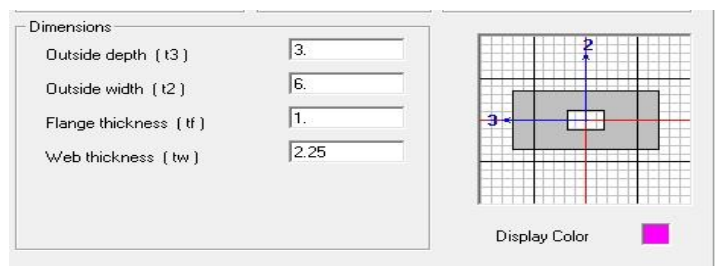 Dimensions
Outside depth ( t3 )
3.
Outside width ( t2 )
6.
Flange thickness ( tf )
1.
Web thickness ( tw )
2.25
2
3
Display Color